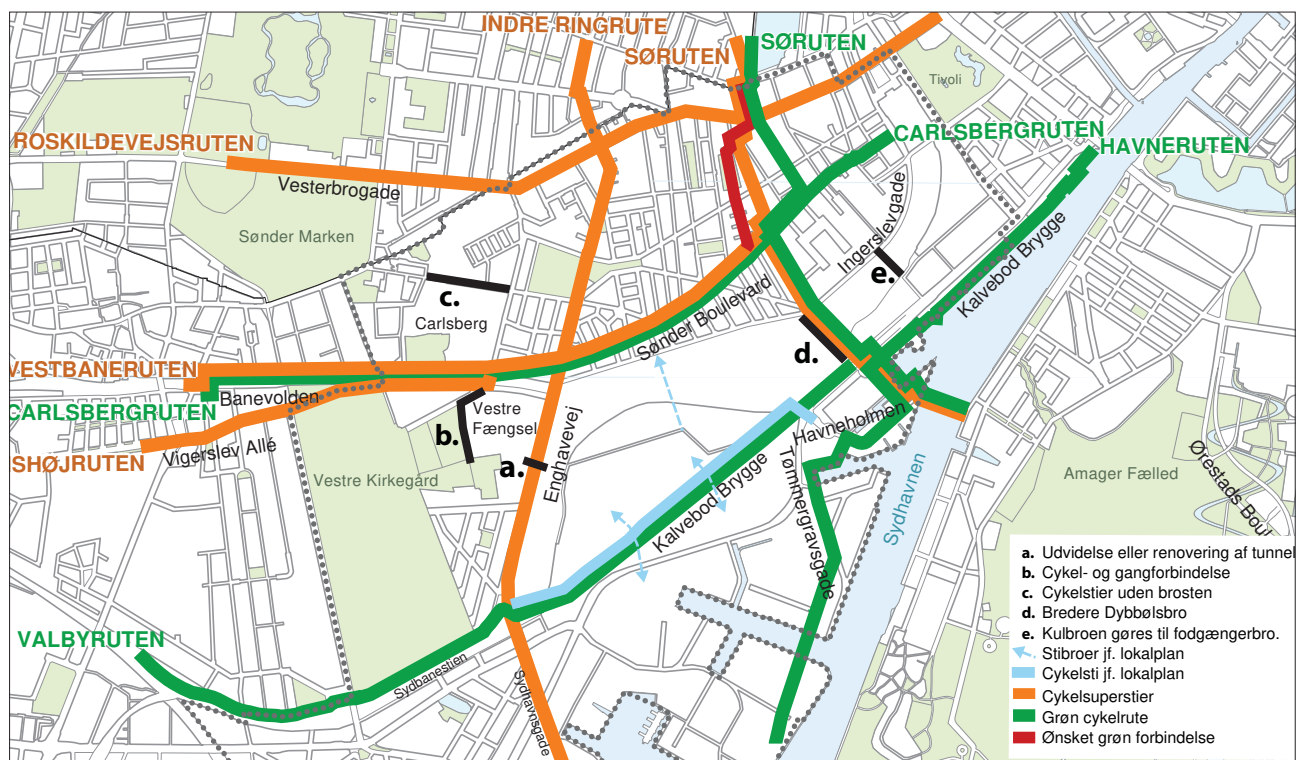 INDRE RINGRUTE
SØRUTEN
SØRUTEN
Tivoli
ROSKILDEVEJSRUTEN
CARLSBERGRUTEN
HAVNERUTEN
Vesterbrogade
Sønder Marken
Ingerslevgade
e.
Kalvebod Brygge
c.
Carlsberg
Sønder Boulevard
d.
VESTBANERUTEN
Banevolden
CARLSBERGRUTEN
Vestre
Fængsel
b.
Havneholmen
SHØJRUTEN
Vigerslev Allé
a.
Enghavevej
Vestre Kirkegård
Kalvebod Brygge
Tømmergravsgade
Sydhavnen
Amager Fælled
Ørestads Boul
VALBYRUTEN
Sydbanestien
Sydhavnsgade
a. Udvidelse eller renovering af tunnel
b. Cykel- og gangforbindelse
c. Cykelstier uden brosten
d. Bredere Dybbølsbro
e. Kulbroen gøres til fodgængerbro.
Stibroer jf. lokalplan
Cykelsti jf. lokalplan
Cykelsuperstier
Grøn cykelrute
Ønsket grøn forbindelse